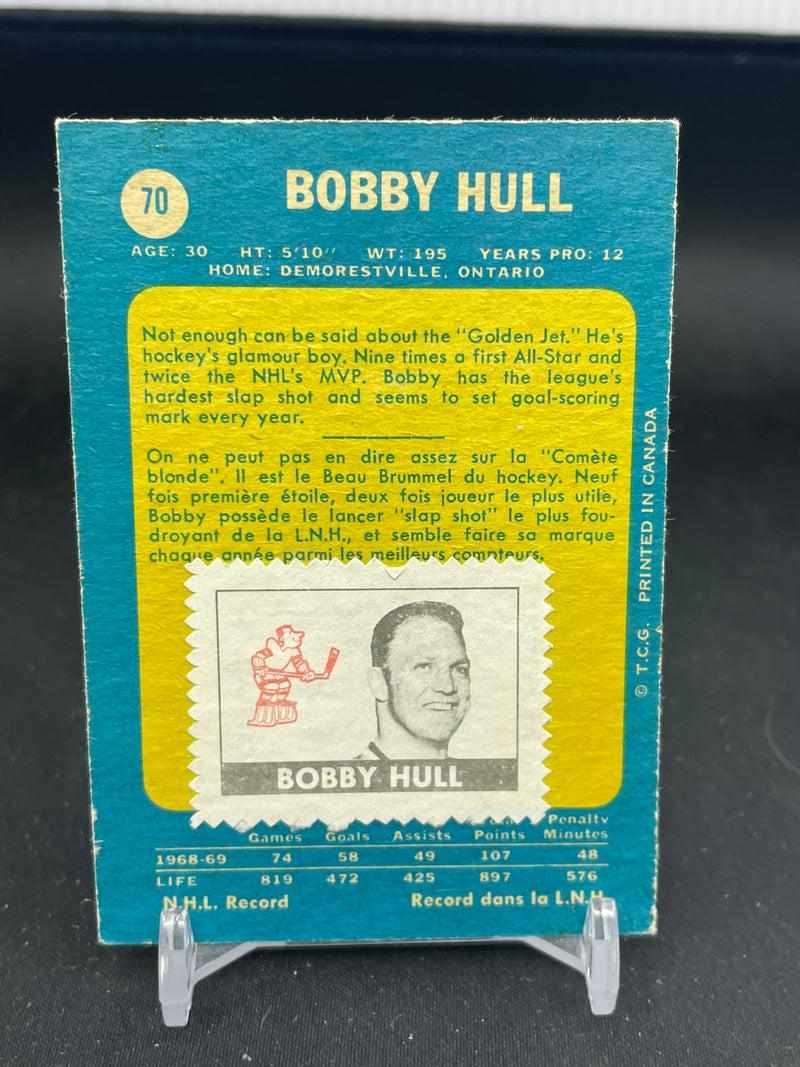 70
BOBBY HULL
AGE: 30 HT: 5'10" WT: 195 YEARS PRO: 12
HOME: DEMORESTVILLE, ONTARIO
Not enough can be said about the "Golden Jet." He's
hockey's glamour boy. Nine times a first All-Star and
twice the NHL's MVP. Bobby has the league's
hardest slap shot and seems to set goal-scoring
mark every year.
On ne peut pas en dire assez sur la "Comète
blonde". Il est le Beau Brummel du hockey. Neuf
fois première étoile, deux fois joueur le plus utile,
Bobby possède le lancer "slap shot" le plus fou-
droyant de la L.N.H., et semble faire sa marque
chaque année parmi les meilleurs compteurs.
BOBBY HULL
Games Goals Assists Points Penalty Minutes
1968-69 74 58 49 107 48
LIFE 819 472 425 897 576
N.H.L. Record Record dans la L.N.H.
© T.C.G. PRINTED IN CANADA